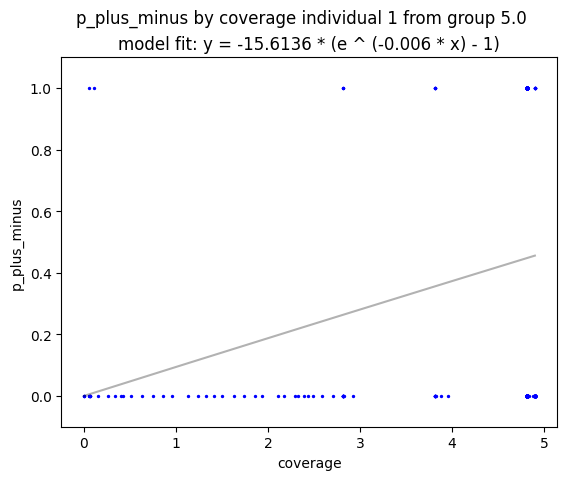 p_plus_minus by coverage individual 1 from group 5.0
model fit: y = -15.6136 * (e ^ (-0.006 * x) - 1)
1.0
0.8
0.6
0.4
0.2
0.0
p_plus_minus
0 1 2 3 4 5
coverage